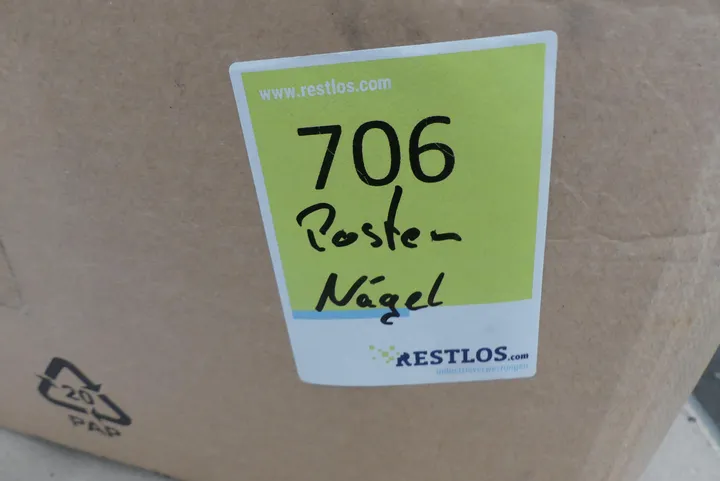 www.restlos.com
706
Posten
Nägel
RESTLOS.com
20
PAP